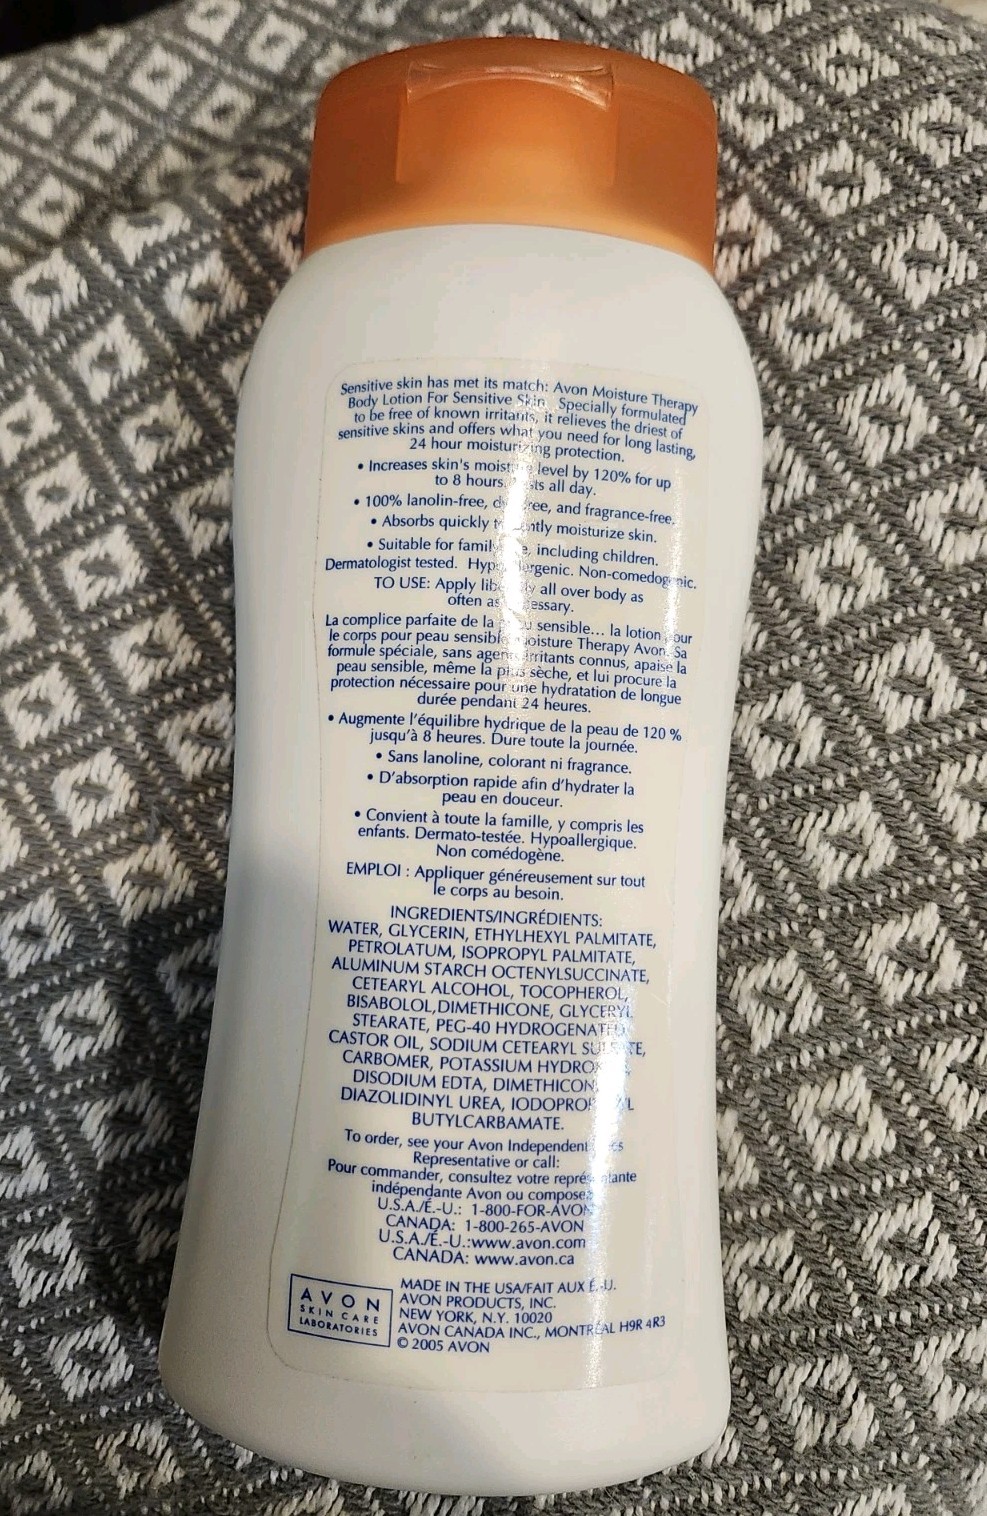 Sensitive skin has met its match: Avon Moisture Therapy
Body Lotion For Sensitive Skin. Specially formulated
to be free of known irritants, it relieves the driest of
sensitive skins and offers what you need for long lasting,
24 hour moisturizing protection.
• Increases skin's moisture level by 120% for up
to 8 hours. all day.
• 100% lanolin-free, and fragrance-free.
• Absorbs quickly moisturize skin.
• Suitable for family including children.
Dermatologist tested. Hypoallergenic. Non-comedogenic.
TO USE: Apply liberally all over body as
often as necessary.
La complice parfaite de la peau sensible... la lotion pour
le corps pour peau sensible Moisture Therapy Avon. Sa
formule spéciale, sans agents irritants connus, apaise la
peau sensible, même la plus sèche, et lui procure la
protection nécessaire pour une hydratation de longue
durée pendant 24 heures.
• Augmente l'équilibre hydrique de la peau de 120 %
jusqu'à 8 heures. Dure toute la journée.
• Sans lanoline, colorant ni fragrance.
• D'absorption rapide afin d'hydrater la
peau en douceur.
• Convient à toute la famille, y compris les
enfants. Dermato-testée. Hypoallergique.
Non comédogène.
EMPLOI : Appliquer généreusement sur tout
le corps au besoin.
INGREDIENTS/INGRÉDIENTS:
WATER, GLYCERIN, ETHYLHEXYL PALMITATE,
PETROLATUM, ISOPROPYL PALMITATE,
ALUMINUM STARCH OCTENYLSUCCINATE,
CETEARYL ALCOHOL, TOCOPHEROL,
BISABOLOL,DIMETHICONE, GLYCERYL
STEARATE, PEG-40 HYDROGENATED
CASTOR OIL, SODIUM CETEARYL SULFATE,
CARBOMER, POTASSIUM
DISODIUM EDTA,
DIAZOLIDINYL UREA, IODOPROPYNYL
BUTYLCARBAMATE.
To order, see your Avon Independent Sales
Representative or call:
Pour commander, consultez votre représentante
indépendante Avon ou composez
U.S.A./É.-U.: 1-800-FOR-AVON
CANADA: 1-800-265-AVON
U.S.A./É.-U.:www.avon.com
CANADA: www.avon.ca
AVON
SKIN CARE
LABORATORIES
MADE IN THE USA/FAIT AUX É.-U.
AVON PRODUCTS, INC.
NEW YORK, N.Y. 10020
AVON CANADA INC., MONTRÉAL H9R 4R3
© 2005 AVON